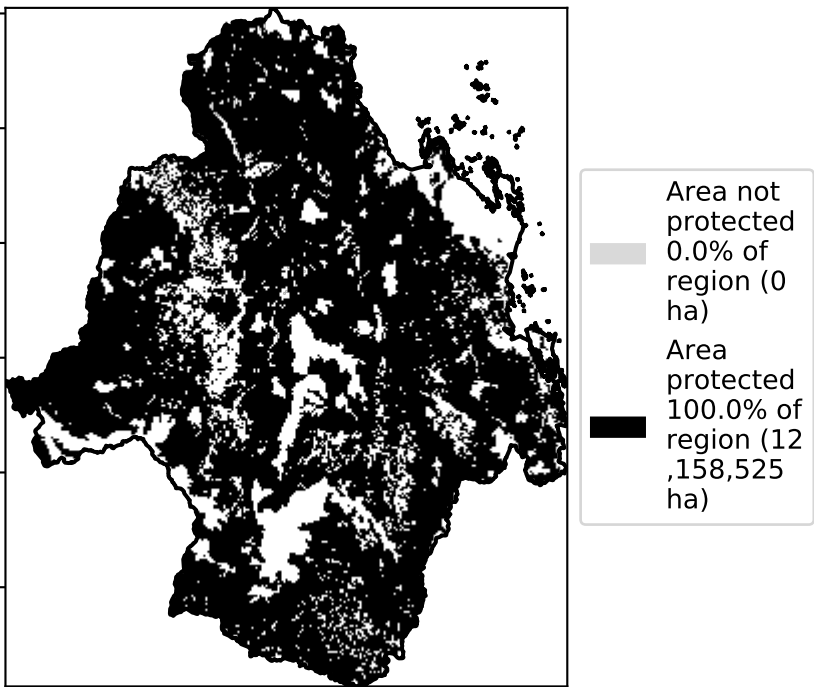 Area not
protected
0.0% of
region (0
ha)
Area
protected
100.0% of
region (12
,158,525
ha)